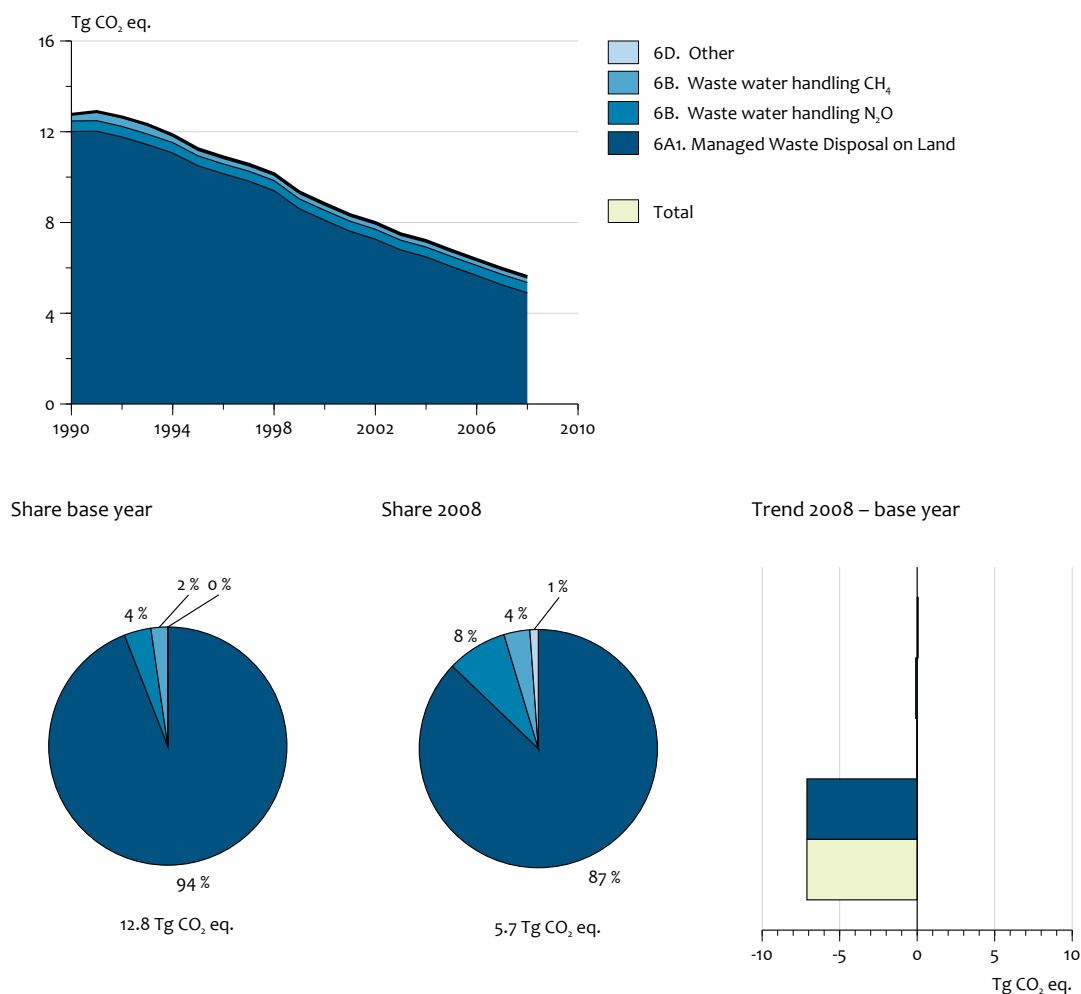 Tg CO₂ eq.
16
12
8
4
0
1990 1994 1998 2002 2006 2010
6D. Other
6B. Waste water handling CH₄
6B. Waste water handling N₂O
6A1. Managed Waste Disposal on Land
Total
Share base year
2 % 0 %
4 %
94 %
12.8 Tg CO₂ eq.
Share 2008
1 %
4 %
8 %
87 %
5.7 Tg CO₂ eq.
Trend 2008 – base year
-10 -5 0 5 10
Tg CO₂ eq.